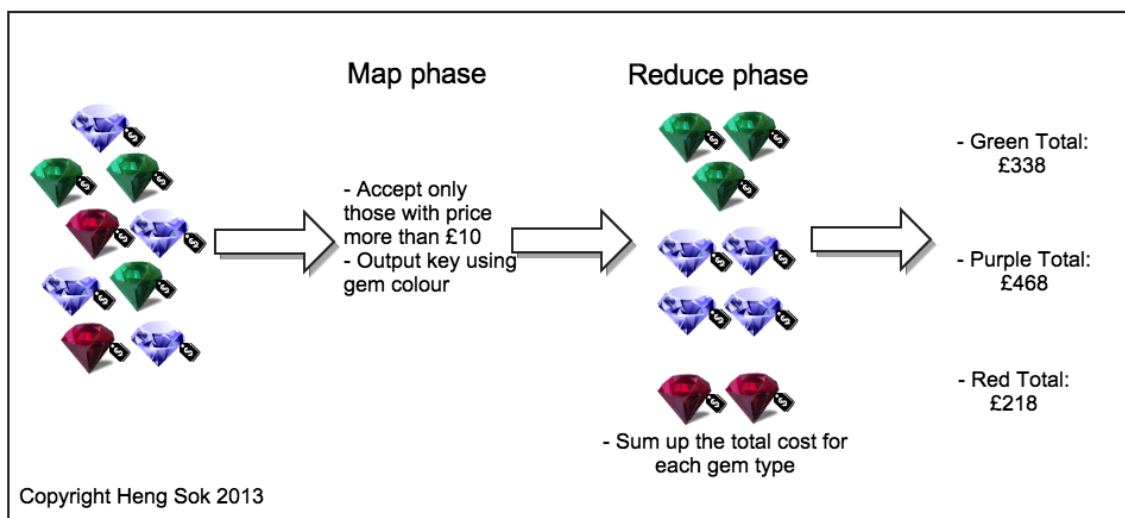 Map phase
Reduce phase
- Accept only
those with price
more than £10
- Output key using
gem colour
- Sum up the total cost for
each gem type
- Green Total:
£338
- Purple Total:
£468
- Red Total:
£218
Copyright Heng Sok 2013